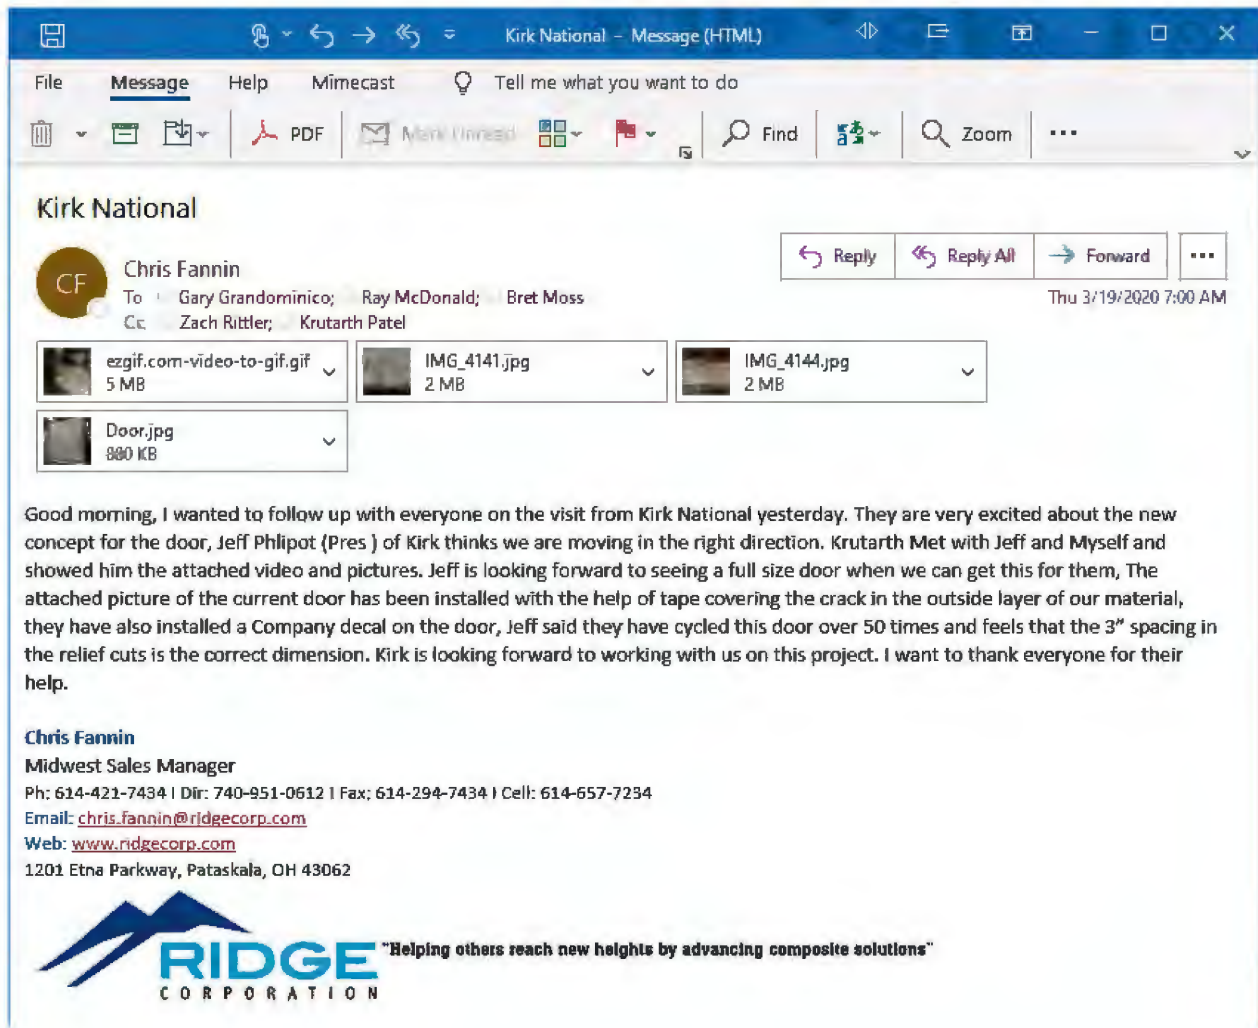 Kirk National – Message (HTML)
File Message Help Mimecast Tell me what you want to do
PDF Mark Unread Find Zoom
Kirk National
CF
Chris Fannin
Reply Reply All Forward
To Gary Grandominico; Ray McDonald; Bret Moss
Thu 3/19/2020 7:00 AM
Cc Zach Rittler; Krutarth Patel
ezgif.com-video-to-gif.gif
5 MB
IMG_4141.jpg
2 MB
IMG_4144.jpg
2 MB
Door.jpg
880 KB
Good morning, I wanted to follow up with everyone on the visit from Kirk National yesterday. They are very excited about the new
concept for the door, Jeff Phlipot (Pres ) of Kirk thinks we are moving in the right direction. Krutarth Met with Jeff and Myself and
showed him the attached video and pictures. Jeff is looking forward to seeing a full size door when we can get this for them, The
attached picture of the current door has been installed with the help of tape covering the crack in the outside layer of our material,
they have also installed a Company decal on the door, Jeff said they have cycled this door over 50 times and feels that the 3” spacing in
the relief cuts is the correct dimension. Kirk is looking forward to working with us on this project. I want to thank everyone for their
help.
Chris Fannin
Midwest Sales Manager
Ph: 614-421-7434 I Dir: 740-951-0612 I Fax: 614-294-7434 I Cell: 614-657-7234
Email: chris.fannin@ridgecorp.com
Web: www.ridgecorp.com
1201 Etna Parkway, Pataskala, OH 43062
RIDGE
CORPORATION
"Helping others reach new heights by advancing composite solutions"